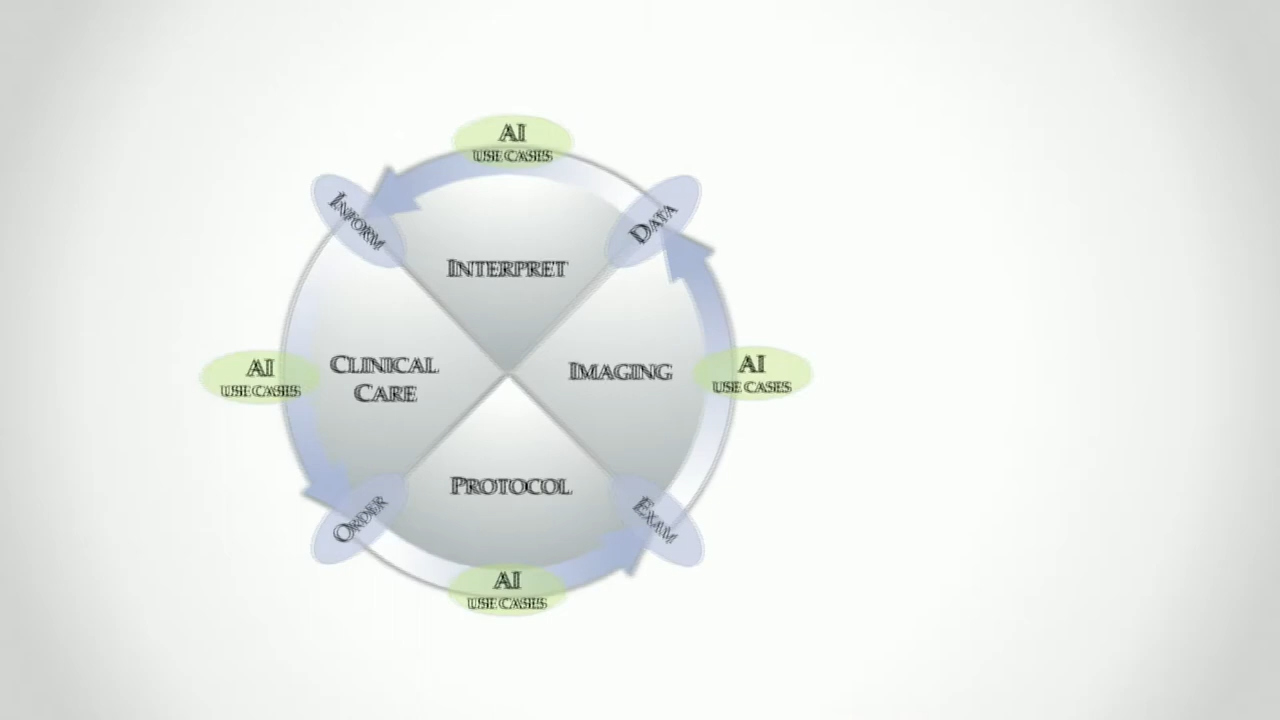 AI
USE CASES
INFORM
DATA
INTERPRET
AI
USE CASES
CLINICAL
CARE
IMAGING
AI
USE CASES
PROTOCOL
ORDER
EXAM
AI
USE CASES